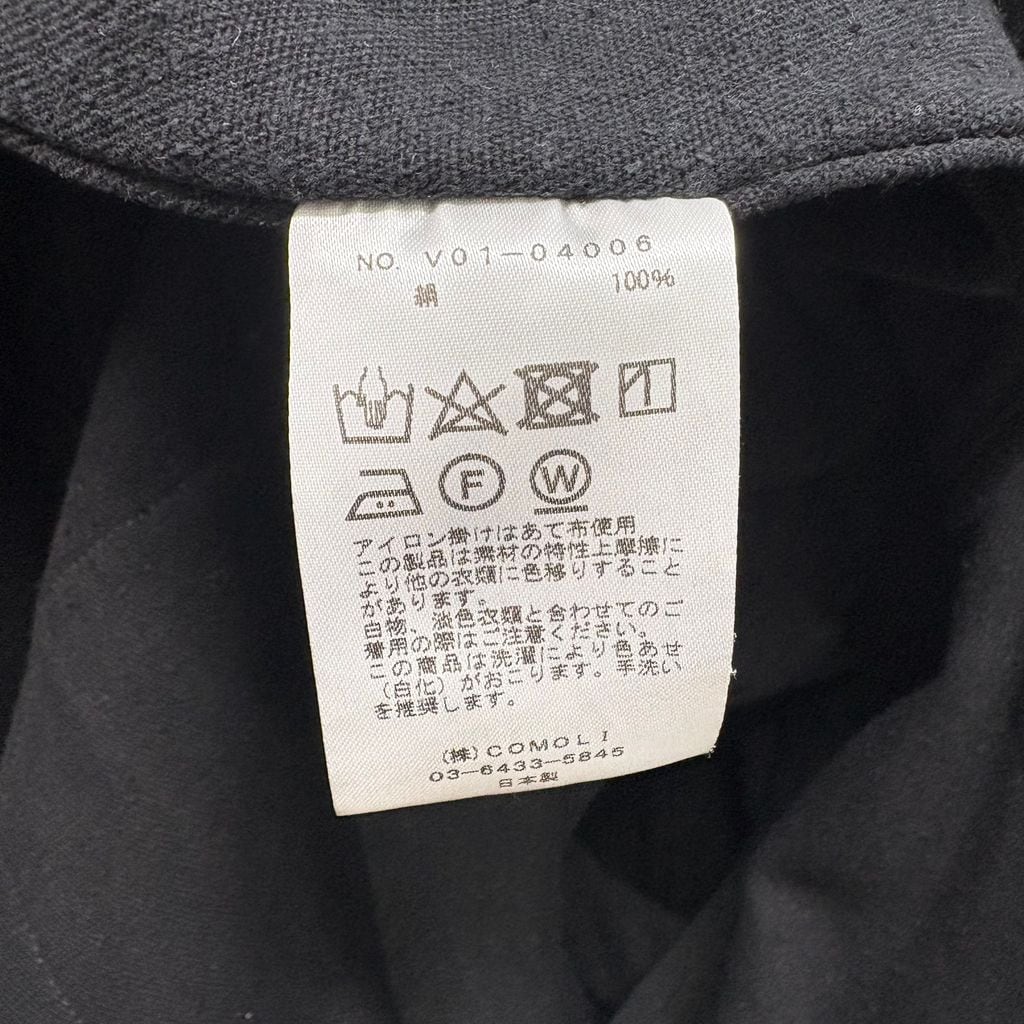 NO. V01-04006
絹 100%
F W
アイロン掛けはあて布使用
この製品は素材の特性上摩擦に
より他の衣類に色移りすること
があります。
白物、淡色衣類と合わせてのご
着用の際はご注意ください。
この商品は洗濯により色あせ
(白化)がおこります。手洗い
を推奨します。
(株)COMOLI
03-6433-5845
日本製